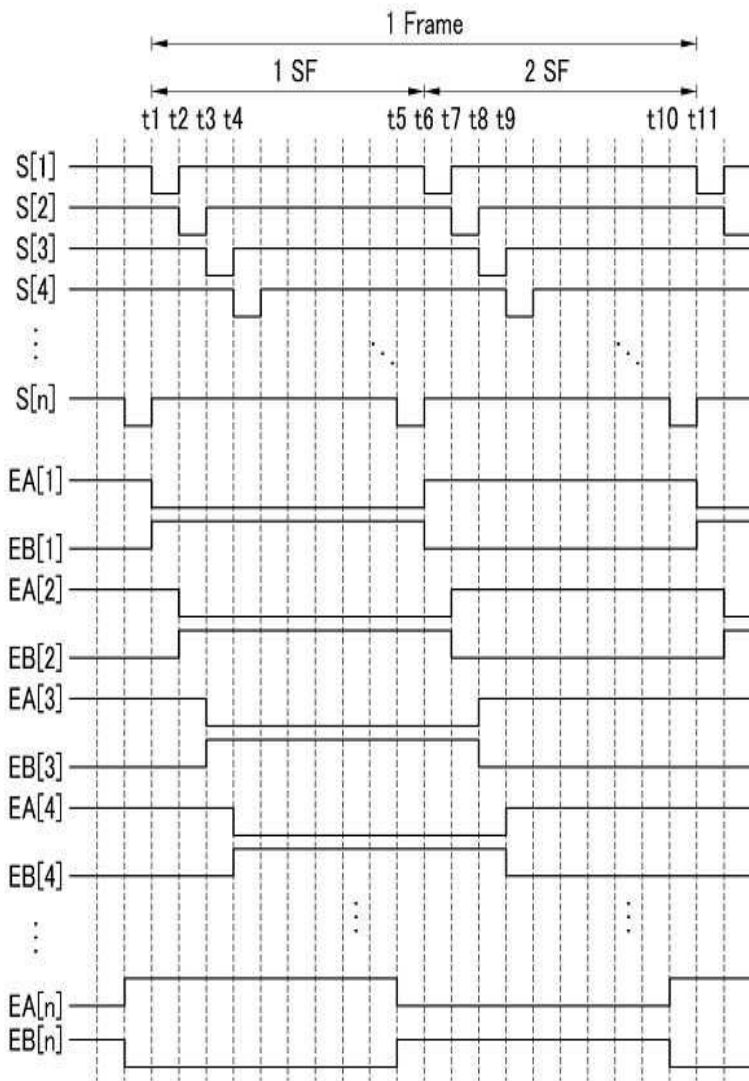 1 Frame
1 SF 2 SF
t1 t2 t3 t4 t5 t6 t7 t8 t9 t10 t11
S[1]
S[2]
S[3]
S[4]
S[n]
EA[1]
EB[1]
EA[2]
EB[2]
EA[3]
EB[3]
EA[4]
EB[4]
EA[n]
EB[n]